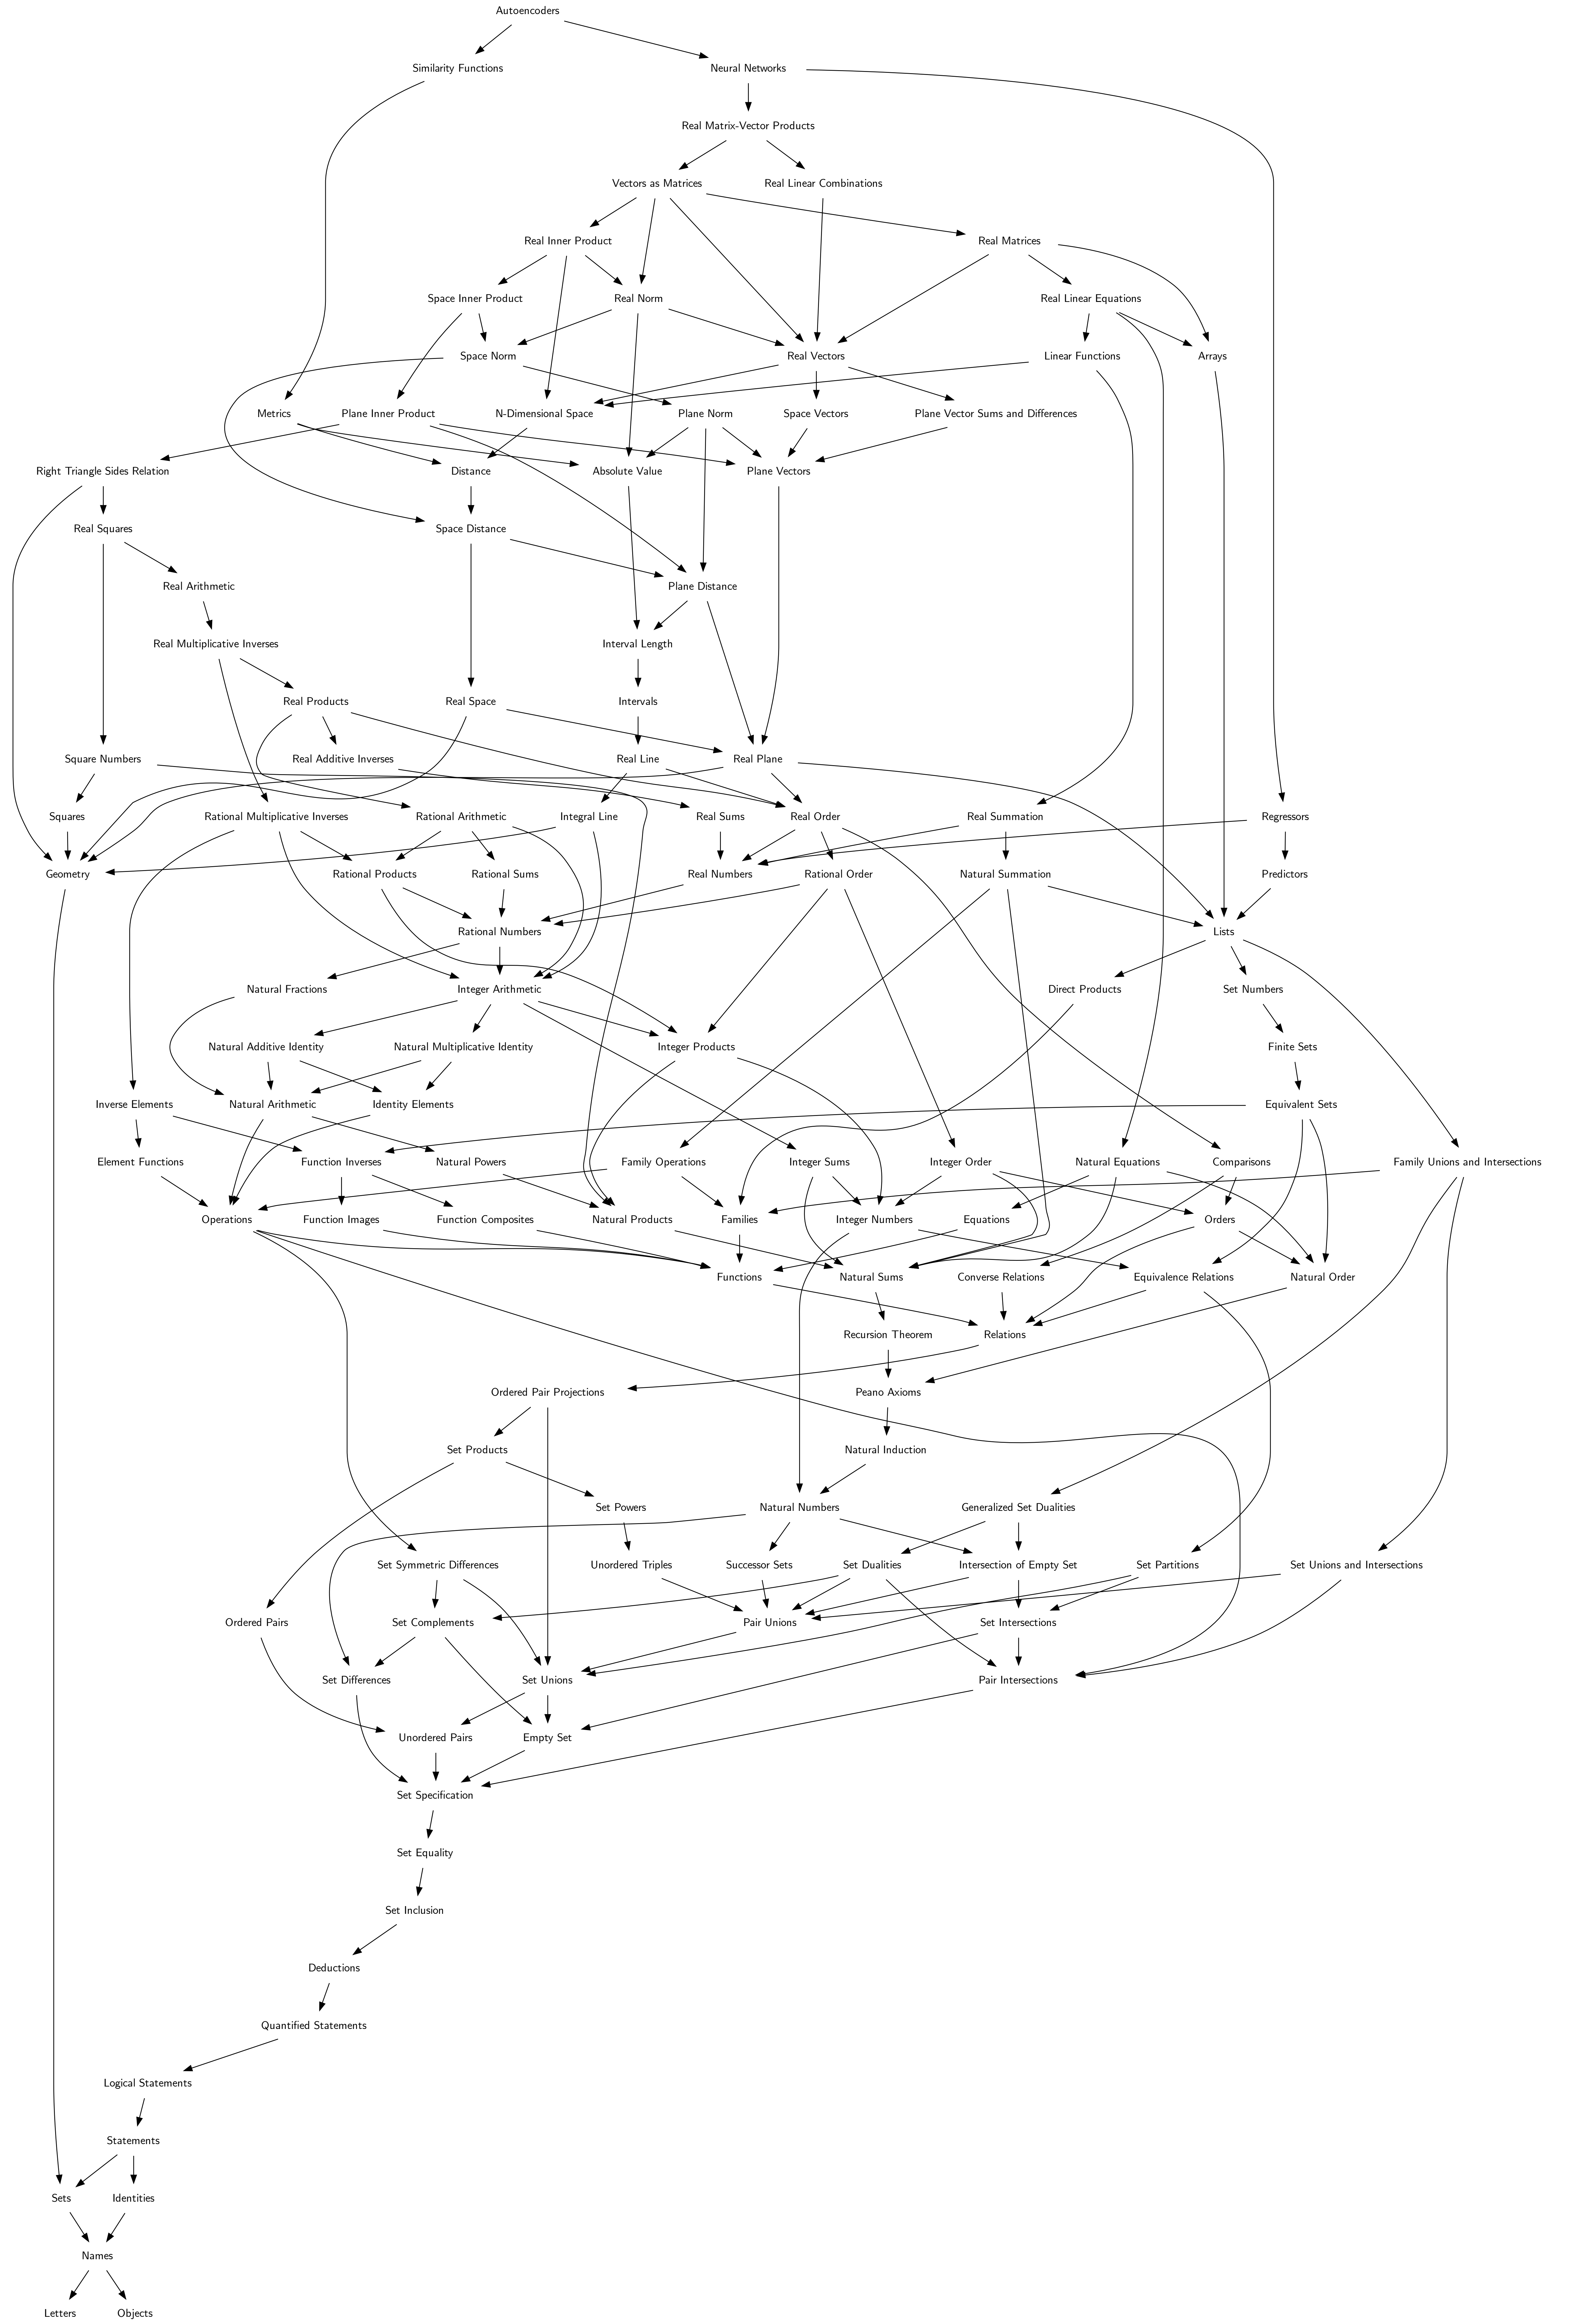 Autoencoders
Similarity Functions
Neural Networks
Real Matrix-Vector Products
Vectors as Matrices
Real Linear Combinations
Real Inner Product
Real Matrices
Space Inner Product
Real Norm
Real Linear Equations
Space Norm
Real Vectors
Linear Functions
Arrays
Metrics
Plane Inner Product
N-Dimensional Space
Plane Norm
Space Vectors
Plane Vector Sums and Differences
Right Triangle Sides Relation
Distance
Absolute Value
Plane Vectors
Real Squares
Space Distance
Real Arithmetic
Plane Distance
Real Multiplicative Inverses
Interval Length
Real Products
Real Space
Intervals
Square Numbers
Real Additive Inverses
Real Line
Real Plane
Squares
Rational Multiplicative Inverses
Rational Arithmetic
Integral Line
Real Sums
Real Order
Real Summation
Regressors
Geometry
Rational Products
Rational Sums
Real Numbers
Rational Order
Natural Summation
Predictors
Rational Numbers
Lists
Natural Fractions
Integer Arithmetic
Direct Products
Set Numbers
Natural Additive Identity
Natural Multiplicative Identity
Integer Products
Finite Sets
Inverse Elements
Natural Arithmetic
Identity Elements
Equivalent Sets
Element Functions
Function Inverses
Natural Powers
Family Operations
Integer Sums
Integer Order
Natural Equations
Comparisons
Family Unions and Intersections
Operations
Function Images
Function Composites
Natural Products
Families
Integer Numbers
Equations
Orders
Functions
Natural Sums
Converse Relations
Equivalence Relations
Natural Order
Recursion Theorem
Relations
Ordered Pair Projections
Peano Axioms
Set Products
Natural Induction
Set Powers
Natural Numbers
Generalized Set Dualities
Set Symmetric Differences
Unordered Triples
Successor Sets
Set Dualities
Intersection of Empty Set
Set Partitions
Set Unions and Intersections
Ordered Pairs
Set Complements
Pair Unions
Set Intersections
Set Differences
Set Unions
Pair Intersections
Unordered Pairs
Empty Set
Set Specification
Set Equality
Set Inclusion
Deductions
Quantified Statements
Logical Statements
Statements
Sets
Identities
Names
Letters
Objects